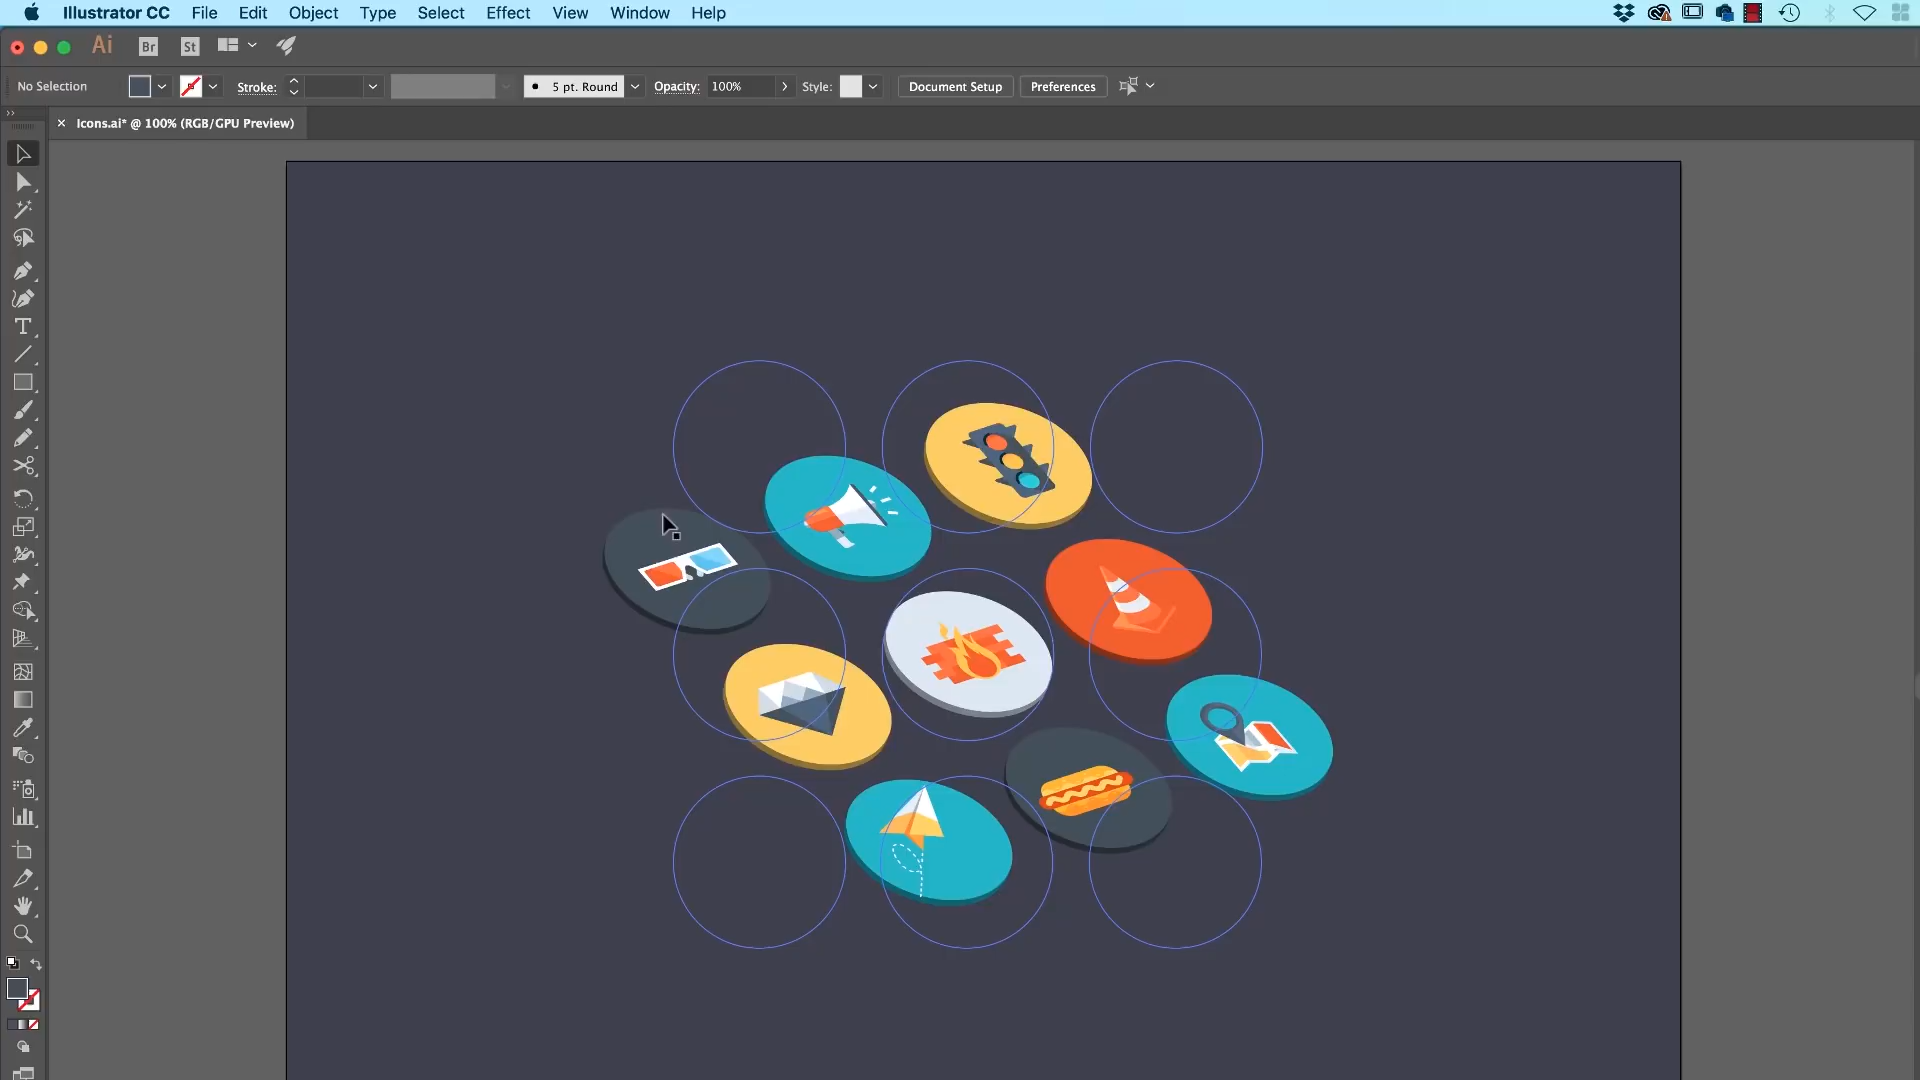 Illustrator CC File Edit Object Type Select Effect View Window Help
Ai Br St
No Selection Stroke: 5 pt. Round Opacity: 100% Style: Document Setup Preferences
Icons.ai* @ 100% (RGB/GPU Preview)